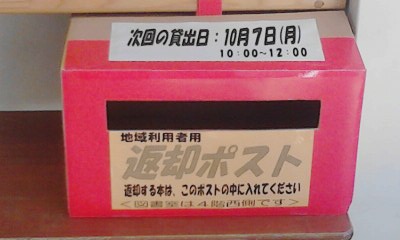 次回の貸出日：10月7日(月)
10：00～12：00
地域利用者用
返却ポスト
返却する本は、このポストの中に入れてください
＜図書室は４階西側です＞